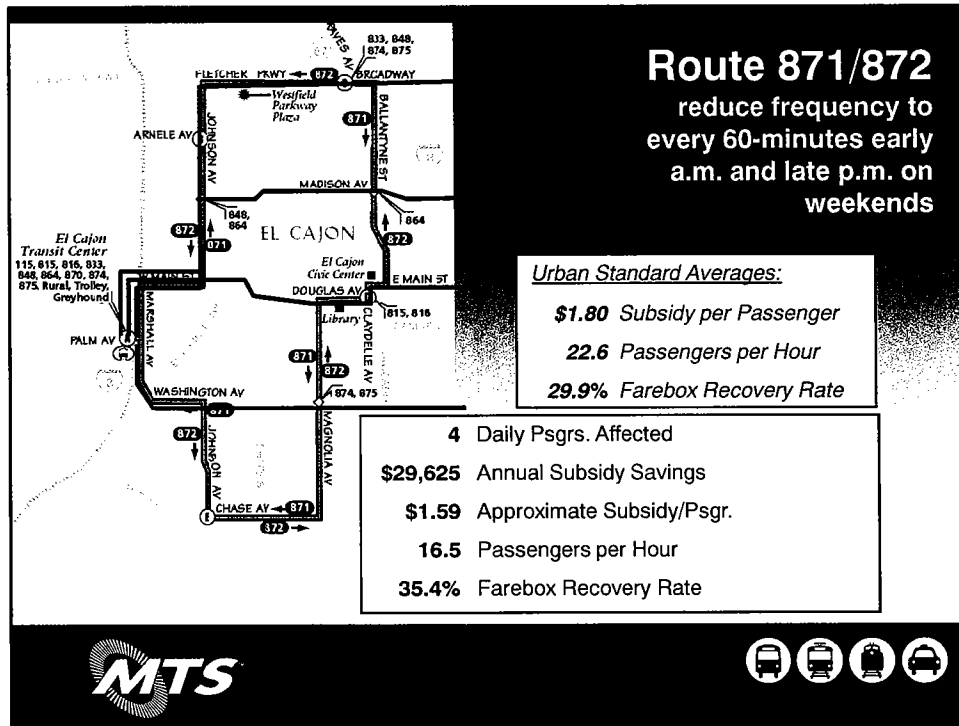 Route 871/872
reduce frequency to
every 60-minutes early
a.m. and late p.m. on
weekends
Urban Standard Averages:
$1.80 Subsidy per Passenger
22.6 Passengers per Hour
29.9% Farebox Recovery Rate
4 Daily Psgrs. Affected
$29,625 Annual Subsidy Savings
$1.59 Approximate Subsidy/Psgr.
16.5 Passengers per Hour
35.4% Farebox Recovery Rate
833, 848,
874, 875
FLETCHER PKWY
872
BROADWAY
Westfield
Parkway
Plaza
871
BALLANTYNE ST
ARNELE AV
JOHNSON AV
MADISON AV
848,
864
864
872
871
EL CAJON
872
El Cajon
Transit Center
115, 815, 816, 833,
848, 864, 870, 874,
875, Rural, Trolley,
Greyhound
El Cajon
Civic Center
E MAIN ST
DOUGLAS AV
Library
815, 816
CLAYDELLE AV
MARSHALL AV
PALM AV
871
872
874, 875
WASHINGTON AV
871
872
JOHNSON AV
MAGNOLIA AV
CHASE AV
871
872
MTS